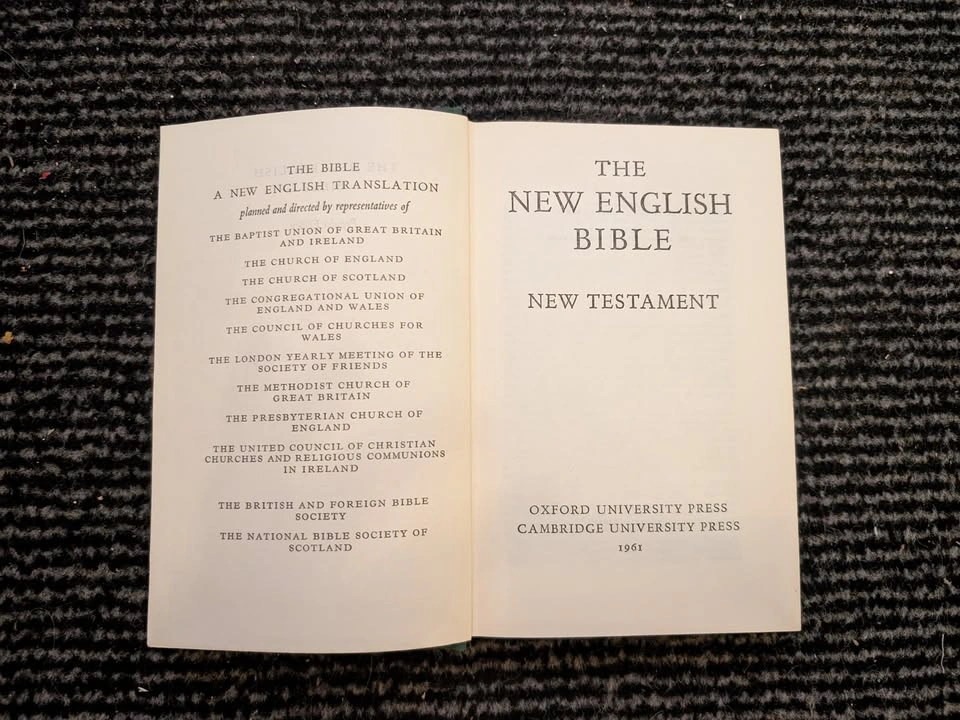 THE BIBLE
A NEW ENGLISH TRANSLATION
planned and directed by representatives of
THE BAPTIST UNION OF GREAT BRITAIN
AND IRELAND
THE CHURCH OF ENGLAND
THE CHURCH OF SCOTLAND
THE CONGREGATIONAL UNION OF
ENGLAND AND WALES
THE COUNCIL OF CHURCHES FOR
WALES
THE LONDON YEARLY MEETING OF THE
SOCIETY OF FRIENDS
THE METHODIST CHURCH OF
GREAT BRITAIN
THE PRESBYTERIAN CHURCH OF
ENGLAND
THE UNITED COUNCIL OF CHRISTIAN
CHURCHES AND RELIGIOUS COMMUNIONS
IN IRELAND
THE BRITISH AND FOREIGN BIBLE
SOCIETY
THE NATIONAL BIBLE SOCIETY OF
SCOTLAND
THE
NEW ENGLISH
BIBLE
NEW TESTAMENT
OXFORD UNIVERSITY PRESS
CAMBRIDGE UNIVERSITY PRESS
1961